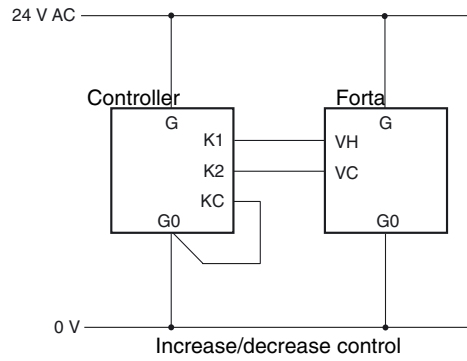 24 V AC
Controller
Forta
G
G
K1
VH
K2
VC
KC
G0
G0
0 V
Increase/decrease control